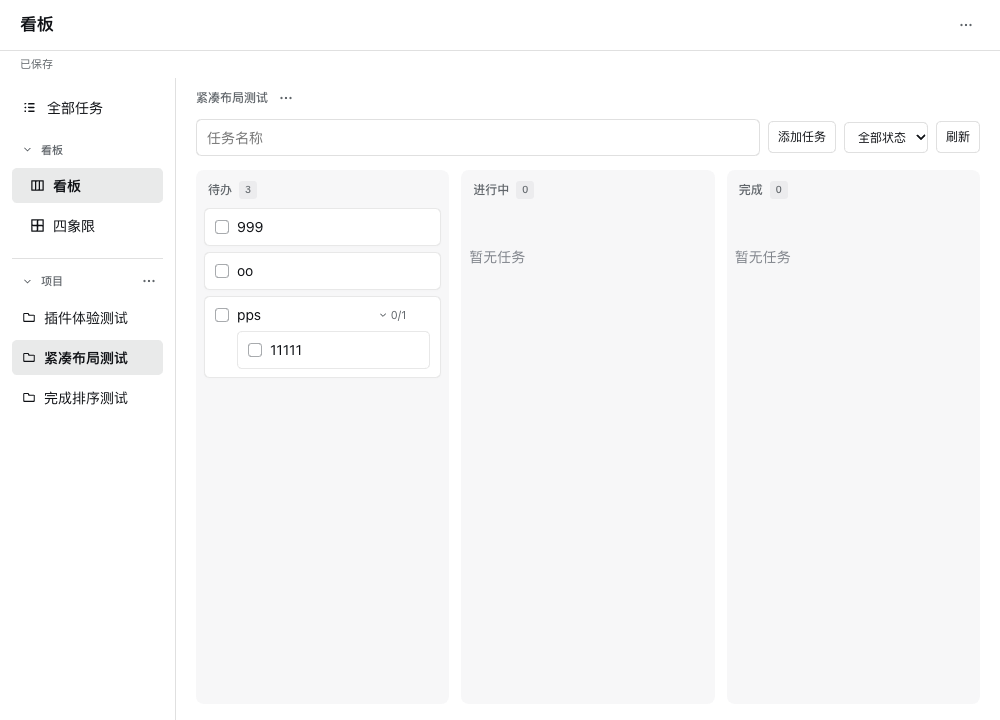 看板
···
已保存
全部任务
看板
看板
四象限
项目 ···
插件体验测试
紧凑布局测试
完成排序测试
紧凑布局测试 ···
任务名称 添加任务 全部状态 刷新
待办 3
999
oo
pps 0/1
11111
进行中 0
暂无任务
完成 0
暂无任务